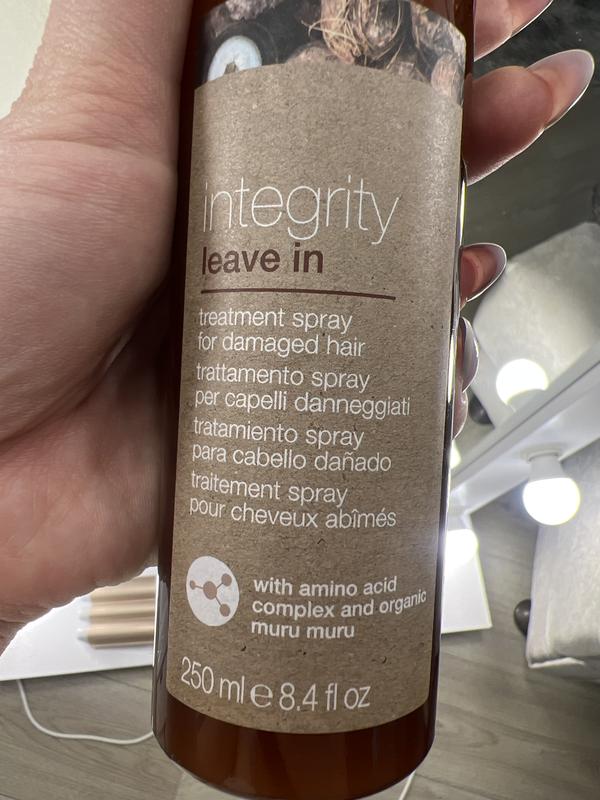 integrity
leave in
treatment spray
for damaged hair
trattamento spray
per capelli danneggiati
tratamiento spray
para cabello dañado
traitement spray
pour cheveux abîmés
with amino acid
complex and organic
muru muru
250 ml ℮ 8.4 fl oz